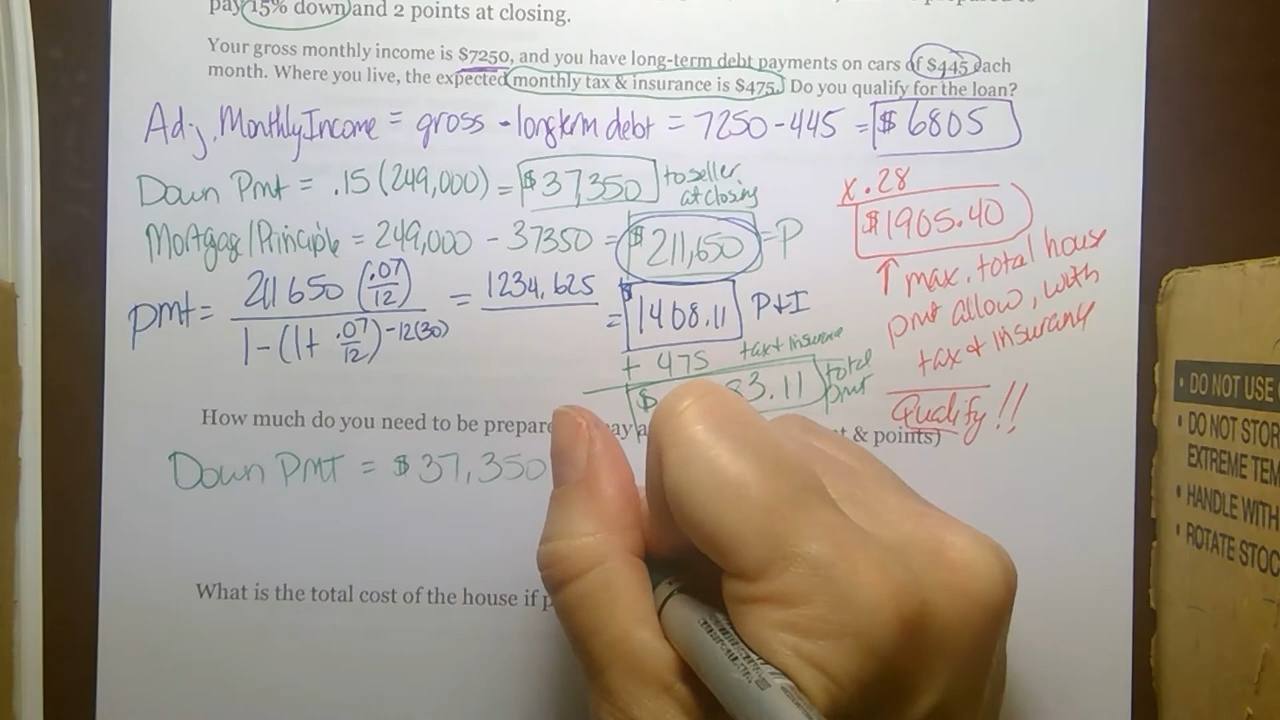 pay 15% down and 2 points at closing.
Your gross monthly income is $7250, and you have long-term debt payments on cars of $445 each
month. Where you live, the expected monthly tax & insurance is $475. Do you qualify for the loan?
Adj. Monthly Income = gross - longterm debt = 7250 - 445 = $6805
x .28
$1905.40
↑ max. total house
pmt allow, with
tax & insurance
Qualify!!
Down Pmt = .15 (249,000) = $37,350 to seller at closing
Mortgage/Principle = 249,000 - 37350 = $211,650 = P
pmt = 211650 (.07/12) / 1-(1+ .07/12)^-12(30) = 1234.625 = $1408.11 P+I
+ 475 tax + insurance
$ 83.11 total pmt
How much do you need to be & points)
Down PMT = $37,350
What is the total cost of the house if
• DO NOT USE
• DO NOT STOR
EXTREME TEM
• HANDLE WITH
• ROTATE STOC